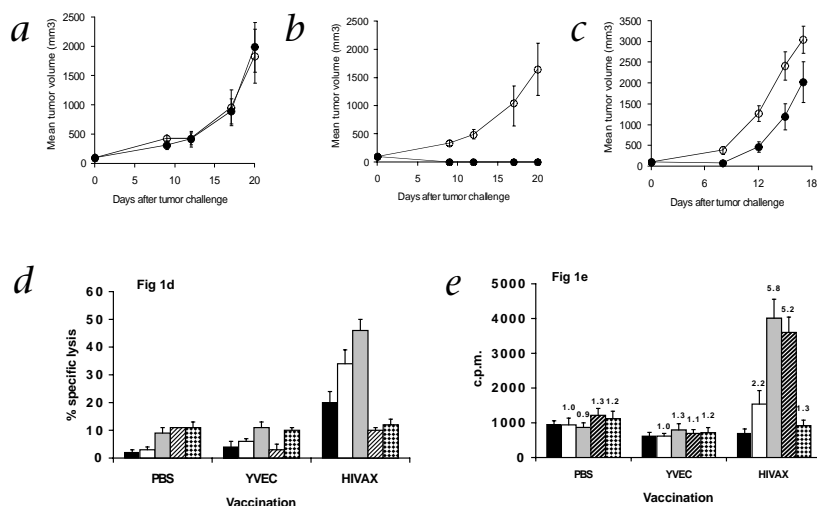 a
Mean tumor volume (mm3)
2500
2000
1500
1000
500
0
0 5 10 15 20
Days after tumor challenge
b
Mean tumor volume (mm3)
2500
2000
1500
1000
500
0
0 5 10 15 20
Days after tumor challenge
c
Mean tumor volume (mm3)
3500
3000
2500
2000
1500
1000
500
0
0 6 12 18
Days after tumor challenge
d
Fig 1d
% specific lysis
60
50
40
30
20
10
0
PBS YVEC HIVAX
Vaccination
e
Fig 1e
c.p.m.
5000
4000
3000
2000
1000
0
1.0 0.9 1.3 1.2
1.0 1.3 1.1 1.2
2.2 5.8 5.2 1.3
PBS YVEC HIVAX
Vaccination